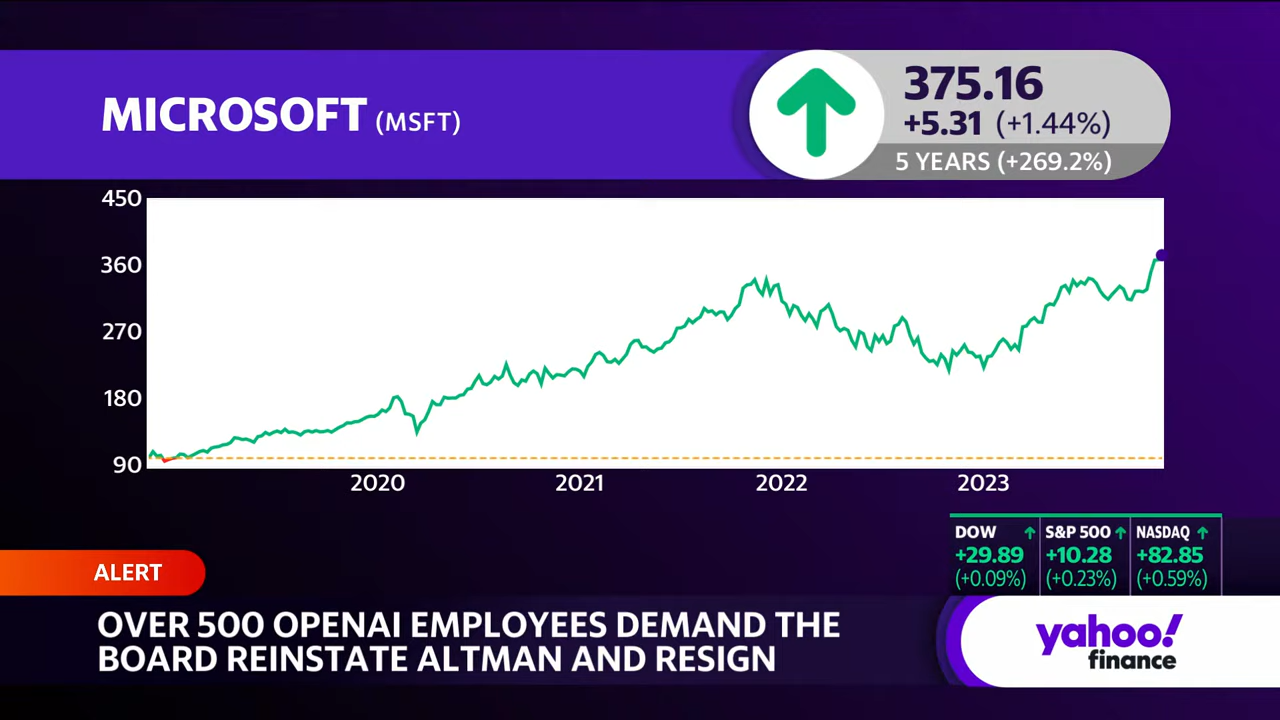 MICROSOFT (MSFT)
375.16
+5.31 (+1.44%)
5 YEARS (+269.2%)
450
360
270
180
90
2020 2021 2022 2023
DOW S&P 500 NASDAQ
+29.89 +10.28 +82.85
(+0.09%) (+0.23%) (+0.59%)
ALERT
OVER 500 OPENAI EMPLOYEES DEMAND THE
BOARD REINSTATE ALTMAN AND RESIGN
yahoo!
finance